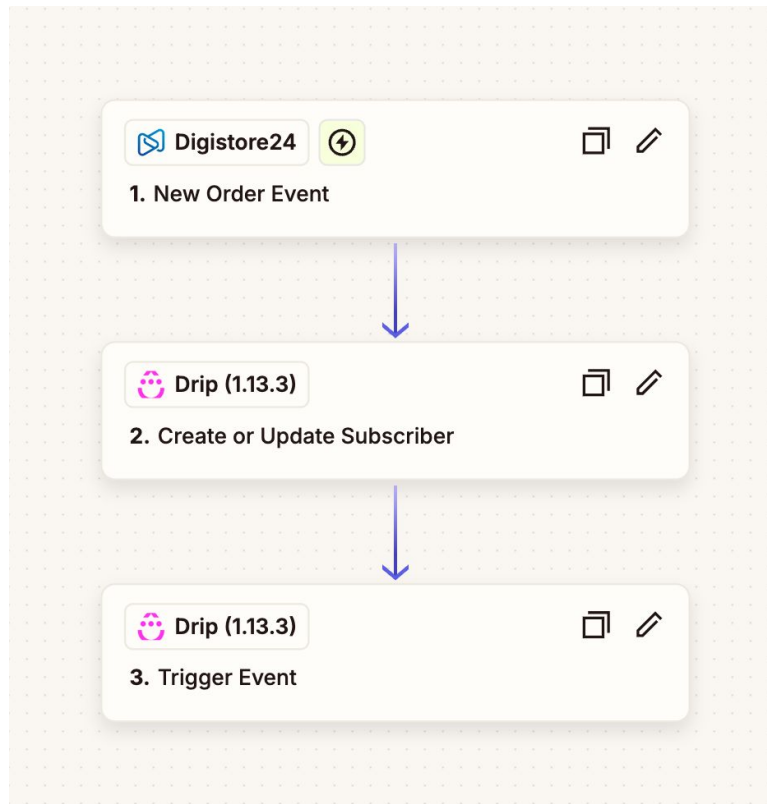 Digistore24
1. New Order Event
Drip (1.13.3)
2. Create or Update Subscriber
Drip (1.13.3)
3. Trigger Event